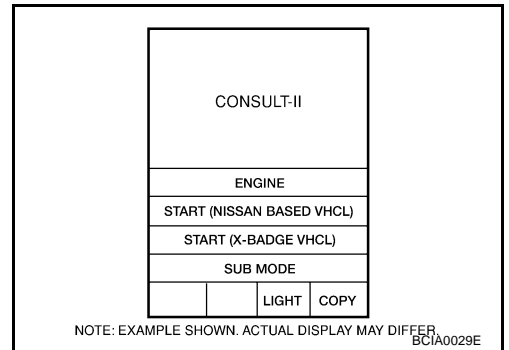 CONSULT-II
ENGINE
START (NISSAN BASED VHCL)
START (X-BADGE VHCL)
SUB MODE
LIGHT COPY
NOTE: EXAMPLE SHOWN. ACTUAL DISPLAY MAY DIFFER.
BCIA0029E